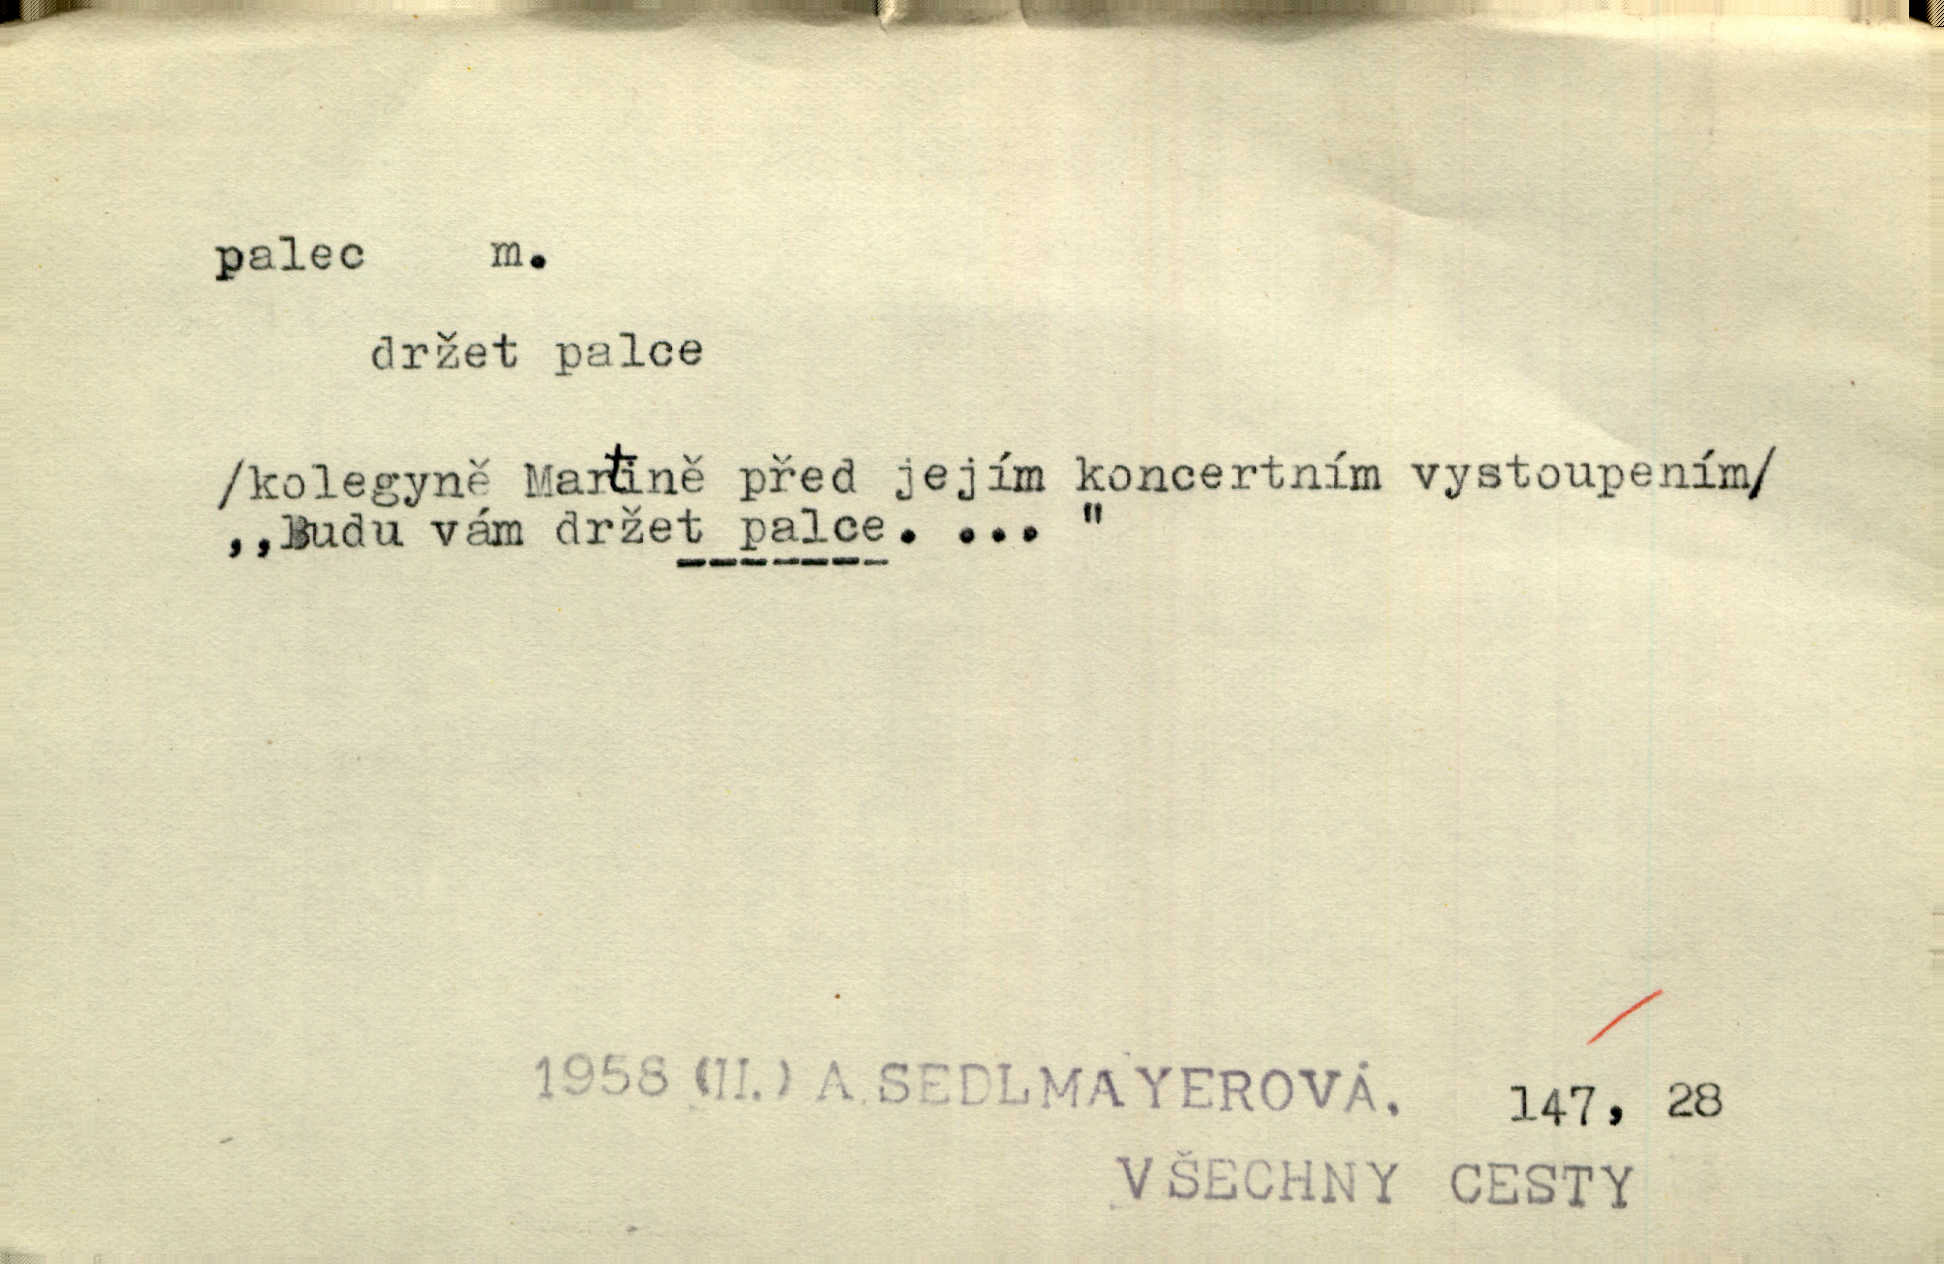 palec m.
držet palce
/kolegyně Martině před jejím koncertním vystoupením/
,,Budu vám držet palce. ... "
1958 (II.) A. SEDLMAYEROVÁ. 147, 28
VŠECHNY CESTY